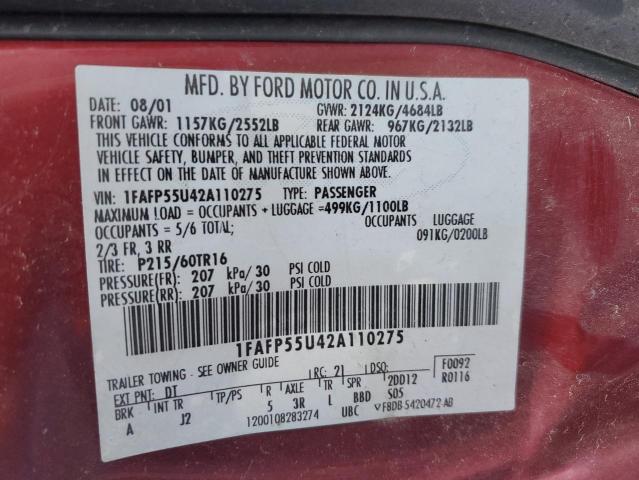 MFD. BY FORD MOTOR CO. IN U.S.A.
DATE: 08/01 GVWR: 2124KG/4684LB
FRONT GAWR: 1157KG/2552LB REAR GAWR: 967KG/2132LB
THIS VEHICLE CONFORMS TO ALL APPLICABLE FEDERAL MOTOR
VEHICLE SAFETY, BUMPER, AND THEFT PREVENTION STANDARDS
IN EFFECT ON THE DATE OF MANUFACTURE SHOWN ABOVE.
VIN: 1FAFP55U42A110275 TYPE: PASSENGER
MAXIMUM LOAD = OCCUPANTS + LUGGAGE =499KG/1100LB
OCCUPANTS = 5/6 TOTAL; OCCUPANTS LUGGAGE
2/3 FR, 3 RR 091KG/0200LB
TIRE: P215/60TR16
PRESSURE(FR): 207 kPa/30 PSI COLD
PRESSURE(RR): 207 kPa/30 PSI COLD
1FAFP55U42A110275
TRAILER TOWING - SEE OWNER GUIDE
EXT PNT: DT RC: 21 DSO: F0092
BRK INT TR TP/PS R AXLE TR SPR 2DD12 R0116
A J2 5 3R L BBD S05
1200108283274 UBC VF8DB-5420472-AB